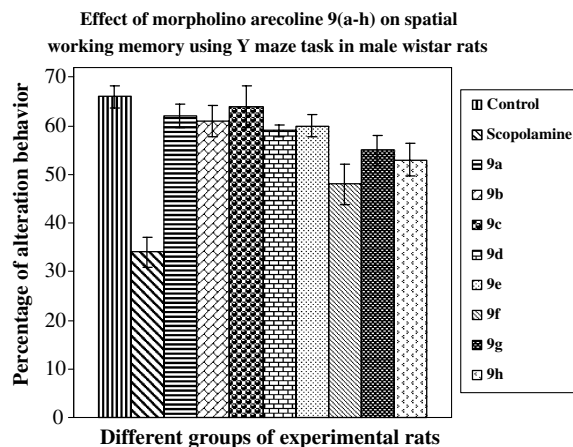 Effect of morpholino arecoline 9(a-h) on spatial
working memory using Y maze task in male wistar rats
Percentage of alteration behavior
70
60
50
40
30
20
10
0
Different groups of experimental rats
Control
Scopolamine
9a
9b
9c
9d
9e
9f
9g
9h